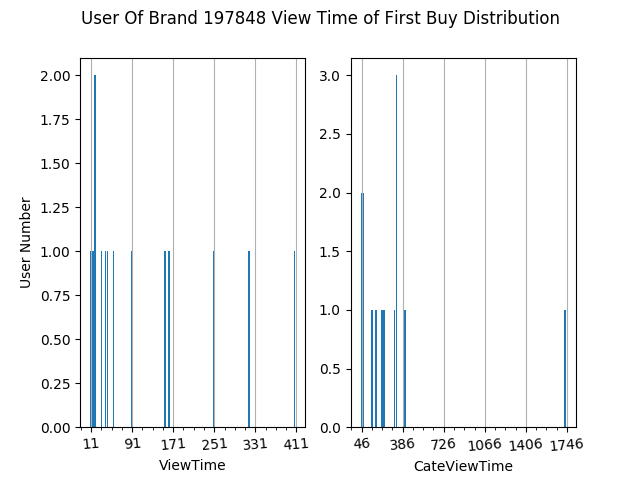 User Of Brand 197848 View Time of First Buy Distribution
User Number
2.00
1.75
1.50
1.25
1.00
0.75
0.50
0.25
0.00
11 91 171 251 331 411
ViewTime
3.0
2.5
2.0
1.5
1.0
0.5
0.0
46 386 726 1066 1406 1746
CateViewTime